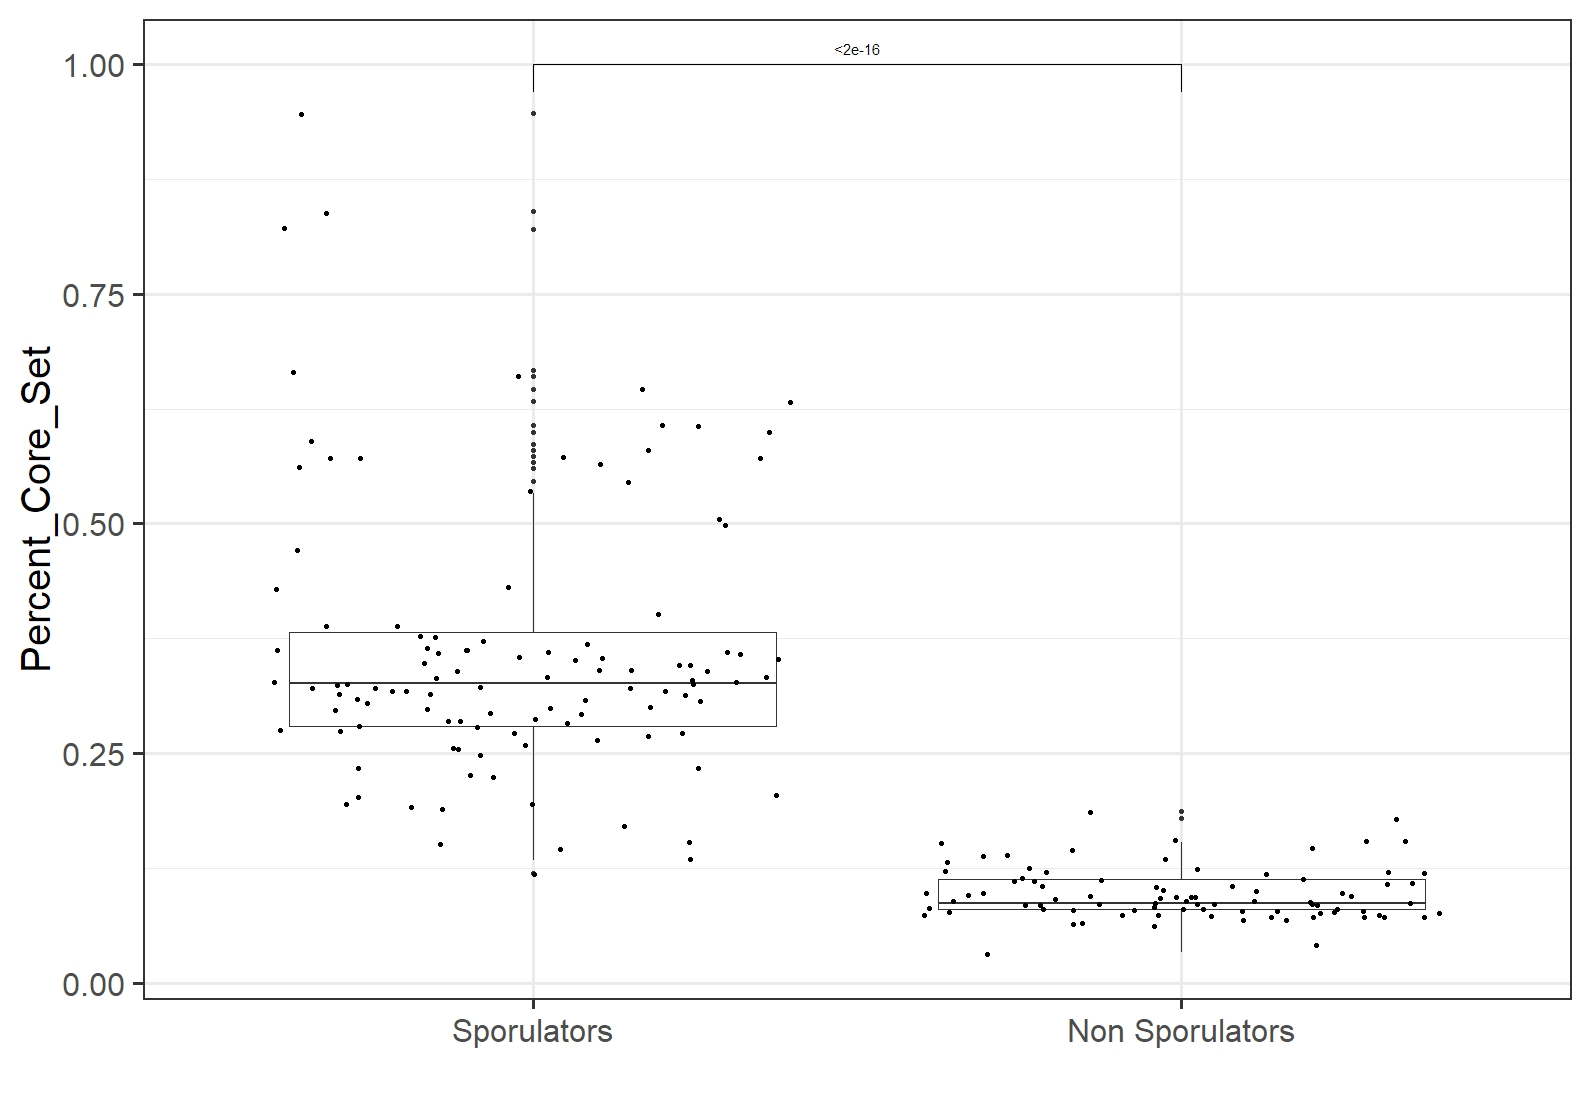 <2e-16
1.00
0.75
0.50
0.25
0.00
Percent_Core_Set
Sporulators
Non Sporulators